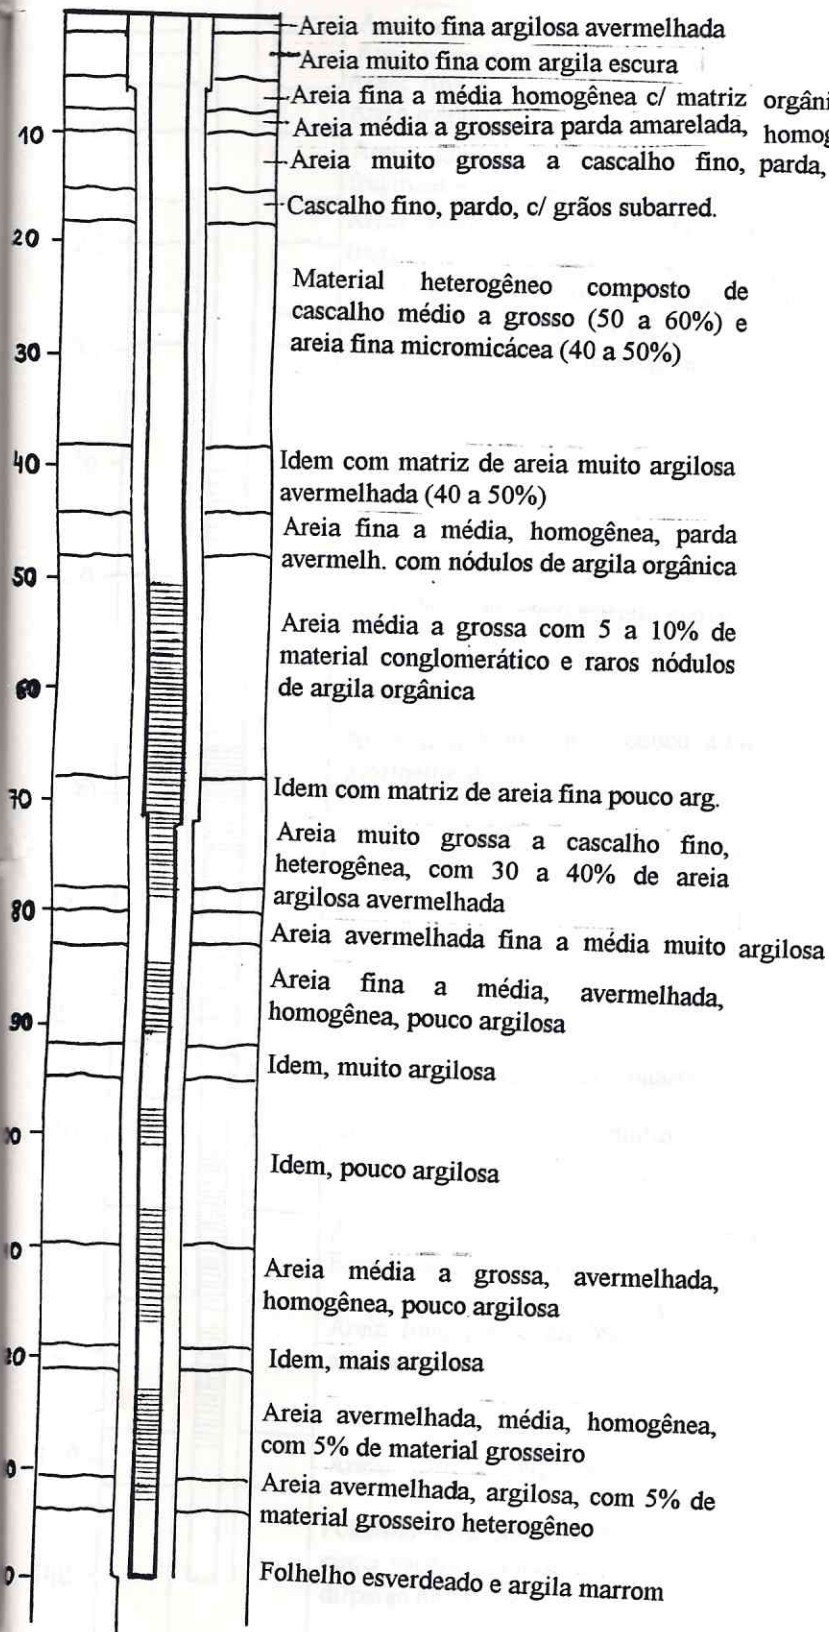 Areia muito fina argilosa avermelhada
Areia muito fina com argila escura
Areia fina a média homogênea c/ matriz orgâni
Areia média a grosseira parda amarelada, homog
10
Areia muito grossa a cascalho fino, parda,
Cascalho fino, pardo, c/ grãos subarred.
20
Material heterogêneo composto de
cascalho médio a grosso (50 a 60%) e
areia fina micromicácea (40 a 50%)
30
40
Idem com matriz de areia muito argilosa
avermelhada (40 a 50%)
Areia fina a média, homogênea, parda
avermelh. com nódulos de argila orgânica
50
Areia média a grossa com 5 a 10% de
material conglomerático e raros nódulos
de argila orgânica
60
70
Idem com matriz de areia fina pouco arg.
Areia muito grossa a cascalho fino,
heterogênea, com 30 a 40% de areia
argilosa avermelhada
80
Areia avermelhada fina a média muito argilosa
Areia fina a média, avermelhada,
homogênea, pouco argilosa
90
Idem, muito argilosa
00
Idem, pouco argilosa
10
Areia média a grossa, avermelhada,
homogênea, pouco argilosa
20
Idem, mais argilosa
Areia avermelhada, média, homogênea,
com 5% de material grosseiro
0
Areia avermelhada, argilosa, com 5% de
material grosseiro heterogêneo
0
Folhelho esverdeado e argila marrom